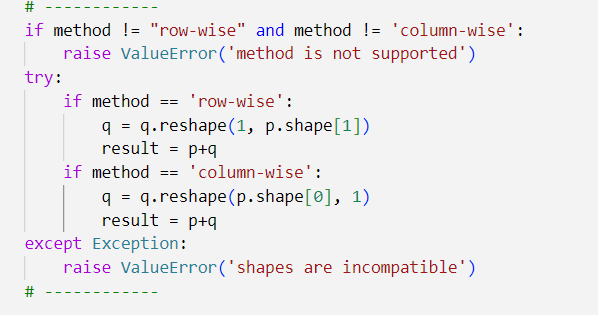 # ------------
if method != "row-wise" and method != 'column-wise':
    raise ValueError('method is not supported')
try:
    if method == 'row-wise':
        q = q.reshape(1, p.shape[1])
        result = p+q
    if method == 'column-wise':
        q = q.reshape(p.shape[0], 1)
        result = p+q
except Exception:
    raise ValueError('shapes are incompatible')
# ------------